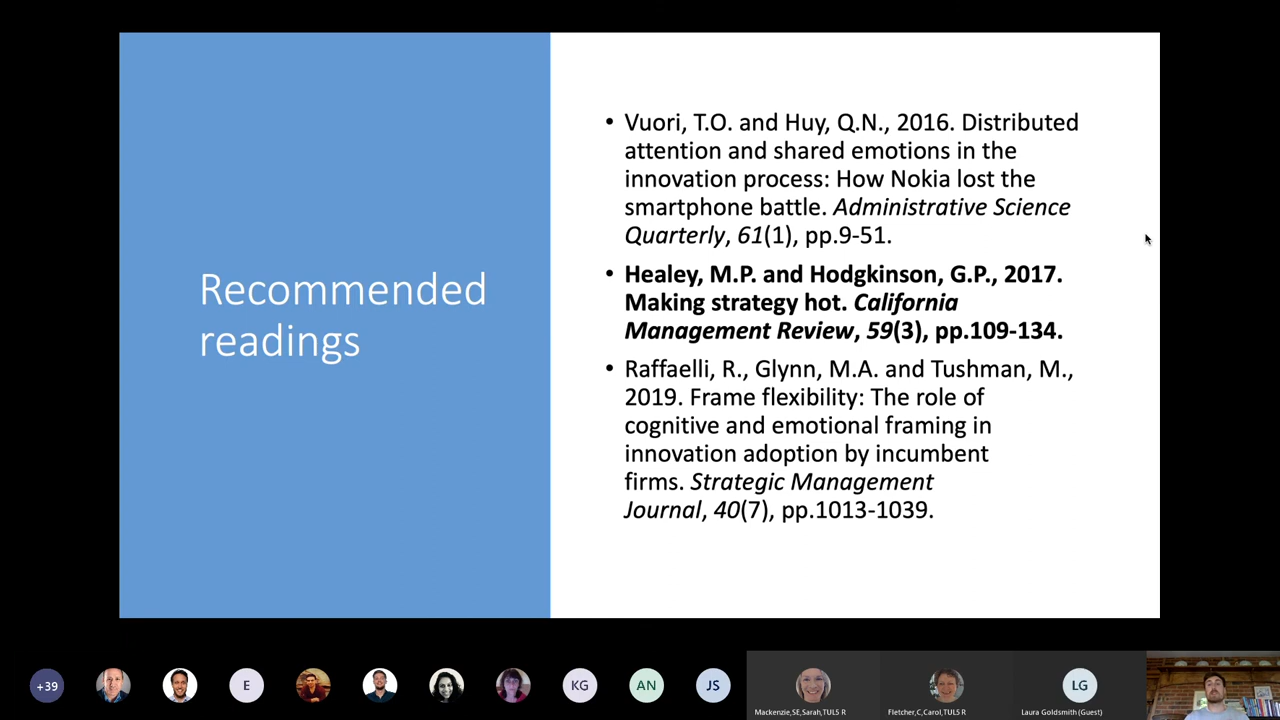 Recommended
readings
• Vuori, T.O. and Huy, Q.N., 2016. Distributed
attention and shared emotions in the
innovation process: How Nokia lost the
smartphone battle. Administrative Science
Quarterly, 61(1), pp.9-51.
• Healey, M.P. and Hodgkinson, G.P., 2017.
Making strategy hot. California
Management Review, 59(3), pp.109-134.
• Raffaelli, R., Glynn, M.A. and Tushman, M.,
2019. Frame flexibility: The role of
cognitive and emotional framing in
innovation adoption by incumbent
firms. Strategic Management
Journal, 40(7), pp.1013-1039.
+39
E
KG
AN
JS
LG
Mackenzie,SE,Sarah,TUL5 R
Fletcher,C,Carol,TUL5 R
Laura Goldsmith (Guest)